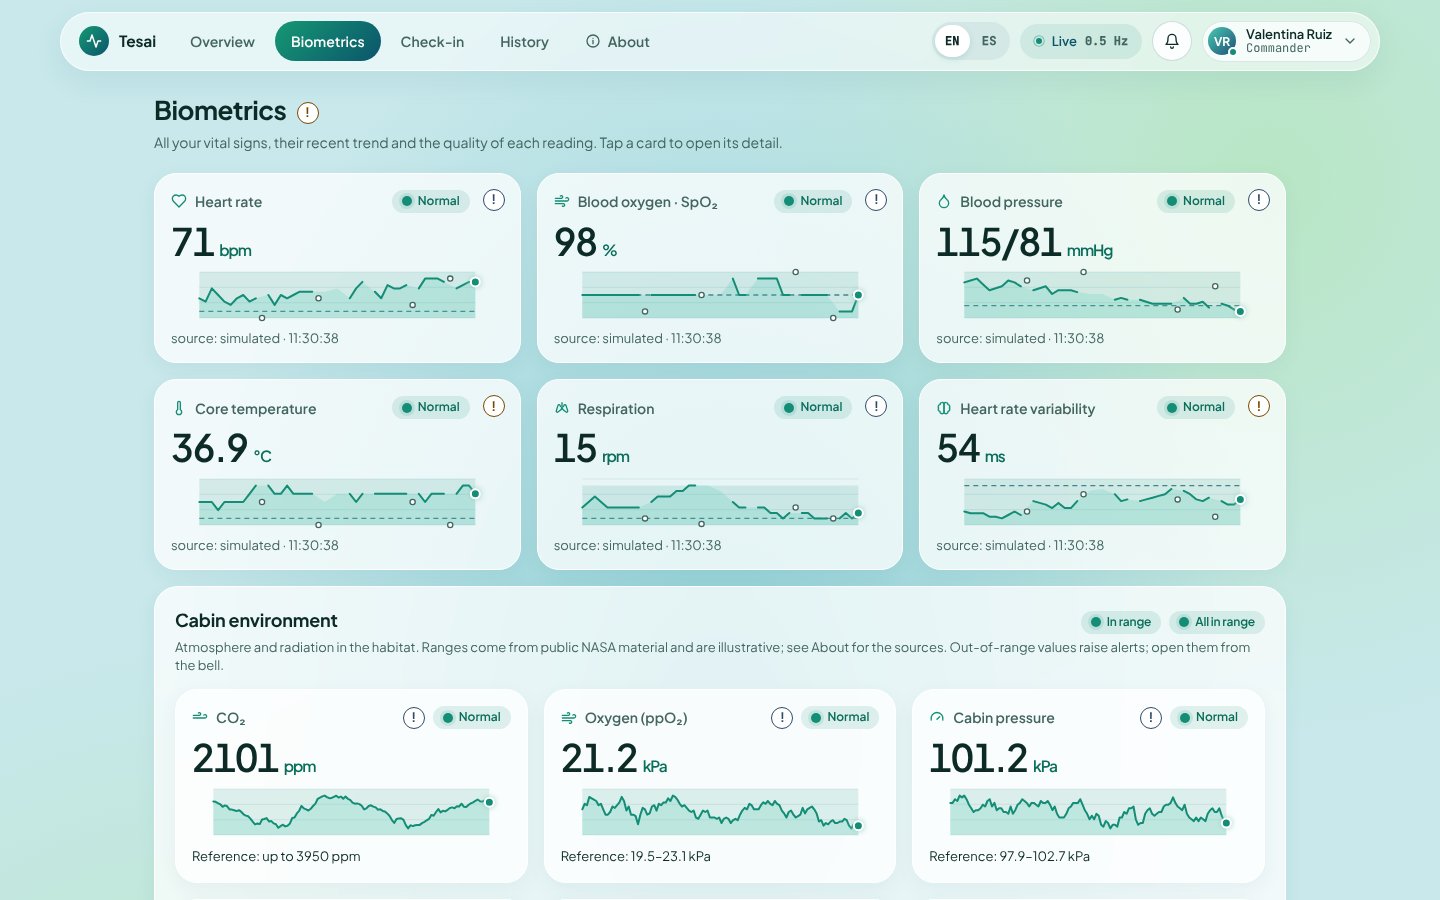 Tesai
Overview
Biometrics
Check-in
History
About
EN
ES
Live 0.5 Hz
VR
Valentina Ruiz
Commander
Biometrics !
All your vital signs, their recent trend and the quality of each reading. Tap a card to open its detail.
Heart rate
Normal
!
71 bpm
source: simulated · 11:30:38
Blood oxygen · SpO₂
Normal
!
98 %
source: simulated · 11:30:38
Blood pressure
Normal
!
115/81 mmHg
source: simulated · 11:30:38
Core temperature
Normal
!
36.9 °C
source: simulated · 11:30:38
Respiration
Normal
!
15 rpm
source: simulated · 11:30:38
Heart rate variability
Normal
!
54 ms
source: simulated · 11:30:38
Cabin environment
In range
All in range
Atmosphere and radiation in the habitat. Ranges come from public NASA material and are illustrative; see About for the sources. Out-of-range values raise alerts; open them from
the bell.
CO₂
!
Normal
2101 ppm
Reference: up to 3950 ppm
Oxygen (ppO₂)
!
Normal
21.2 kPa
Reference: 19.5–23.1 kPa
Cabin pressure
!
Normal
101.2 kPa
Reference: 97.9–102.7 kPa